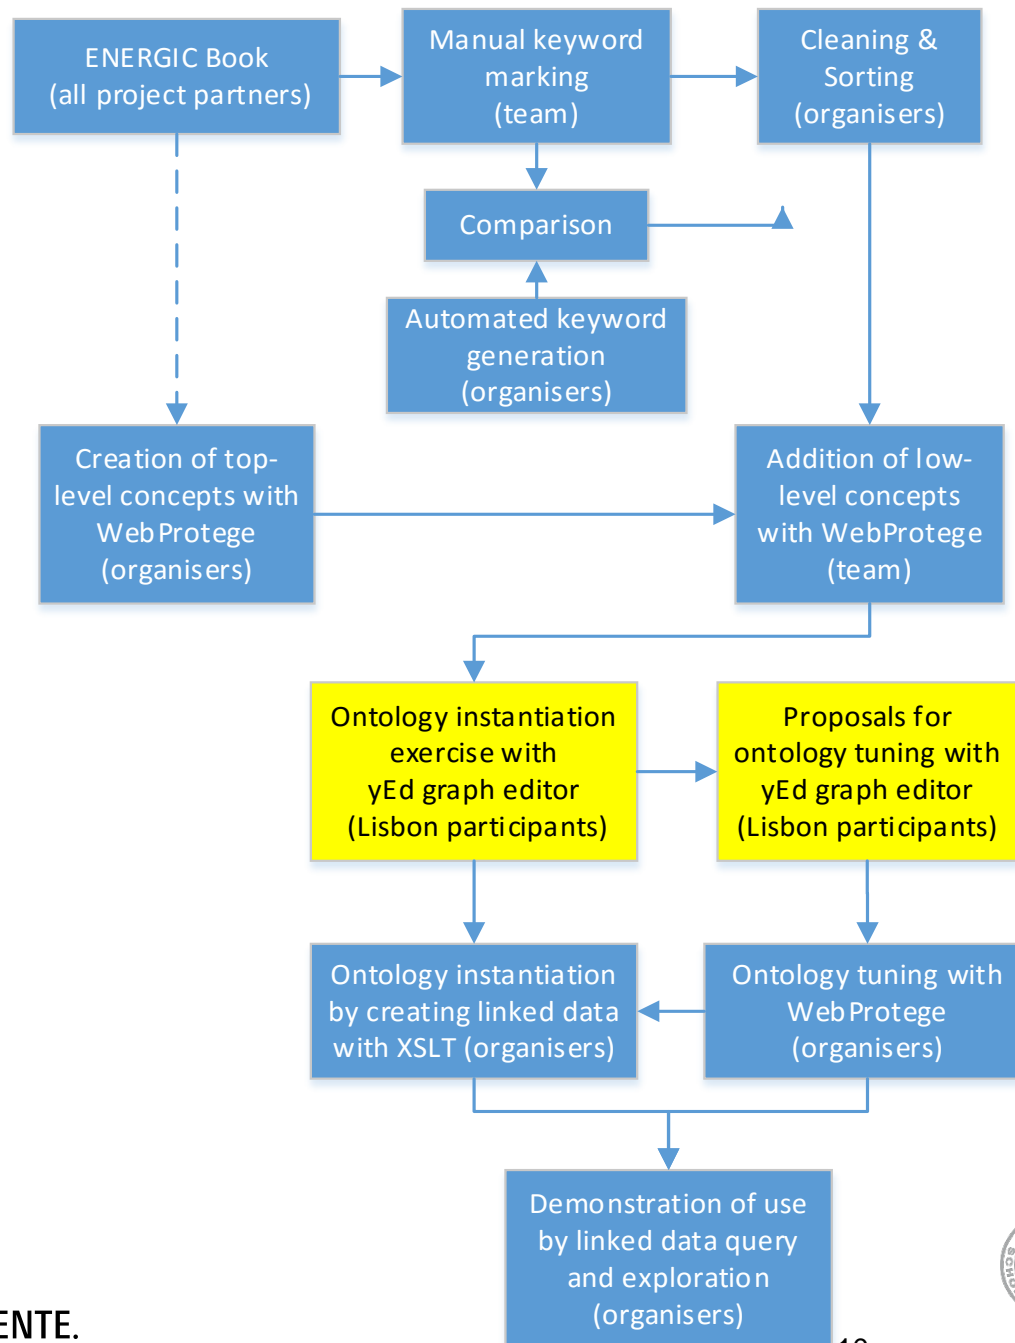 ENERGIC Book
(all project partners)
Manual keyword
marking
(team)
Cleaning &
Sorting
(organisers)
Comparison
Automated keyword
generation
(organisers)
Creation of top-
level concepts with
WebProtege
(organisers)
Addition of low-
level concepts
with WebProtege
(team)
Ontology instantiation
exercise with
yEd graph editor
(Lisbon participants)
Proposals for
ontology tuning with
yEd graph editor
(Lisbon participants)
Ontology instantiation
by creating linked data
with XSLT (organisers)
Ontology tuning with
WebProtege
(organisers)
Demonstration of use
by linked data query
and exploration
(organisers)
ENTE.